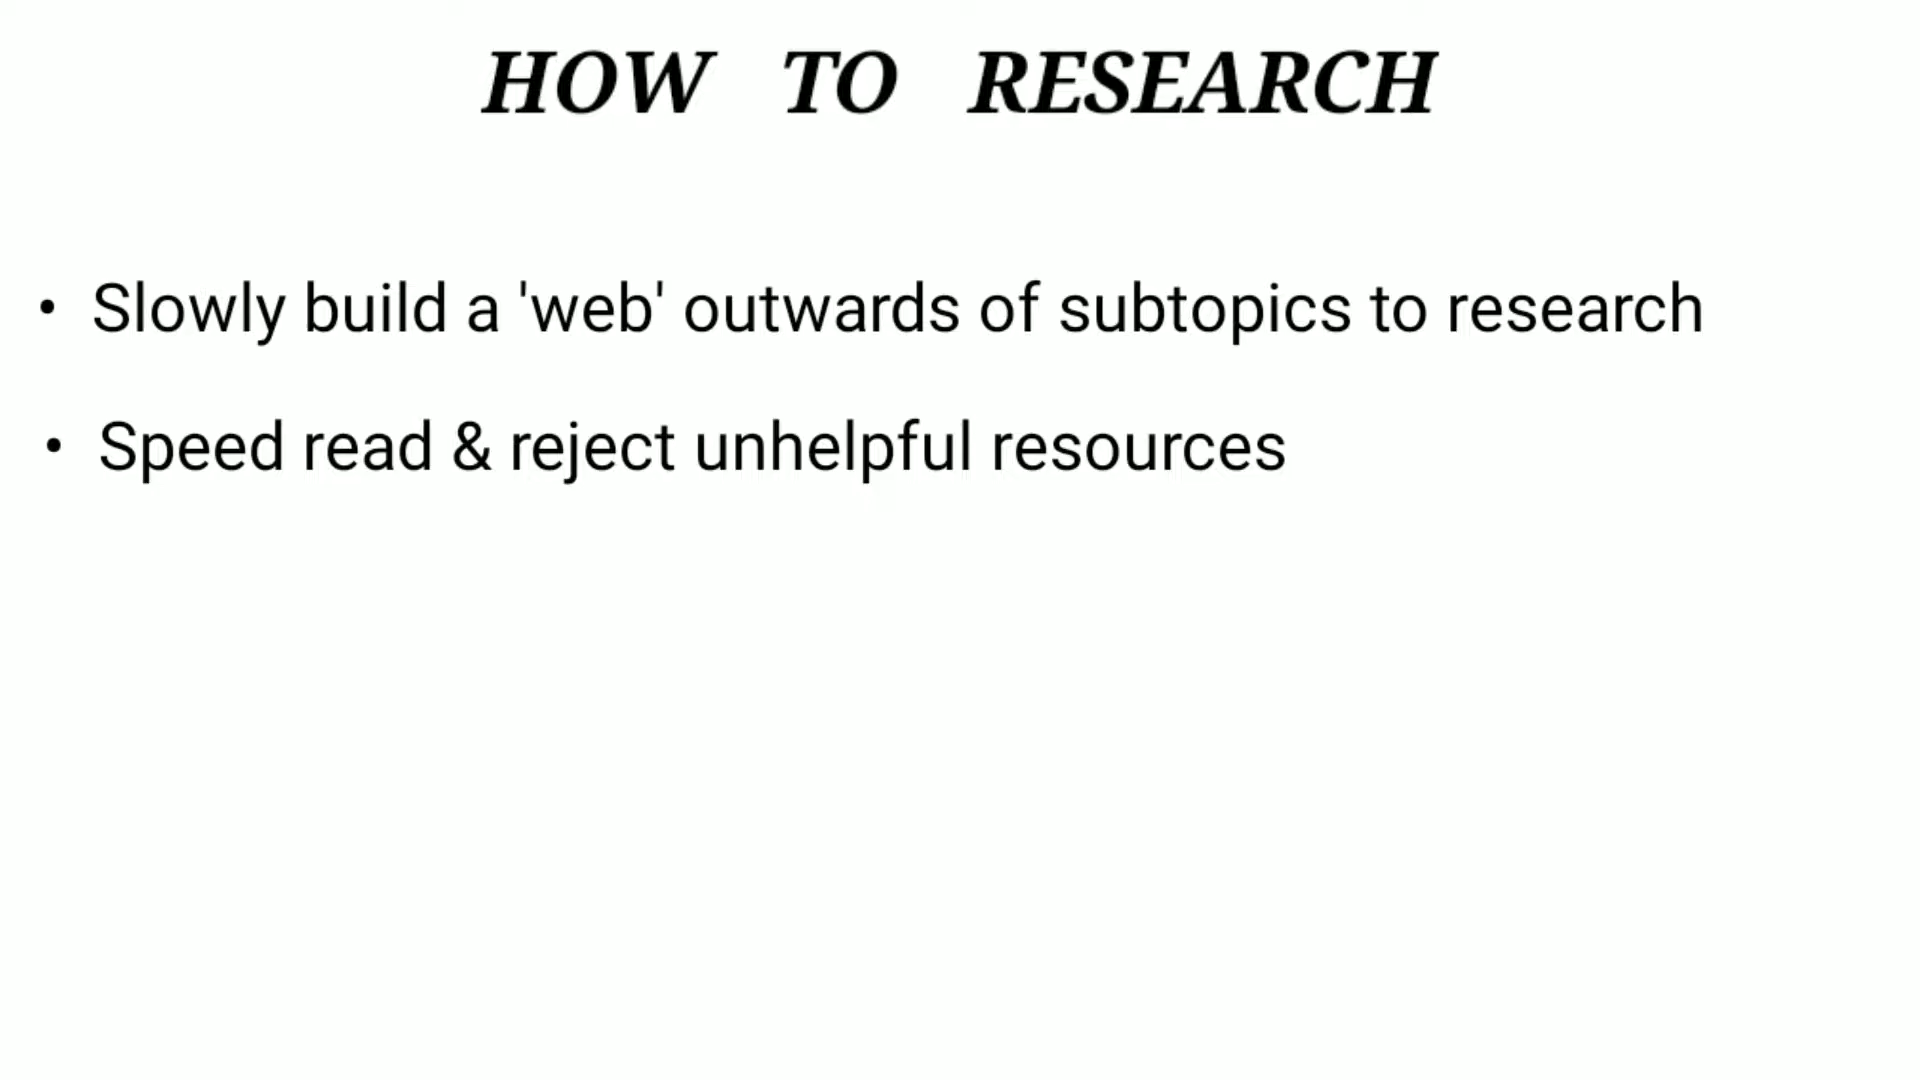 HOW TO RESEARCH
• Slowly build a 'web' outwards of subtopics to research
• Speed read & reject unhelpful resources